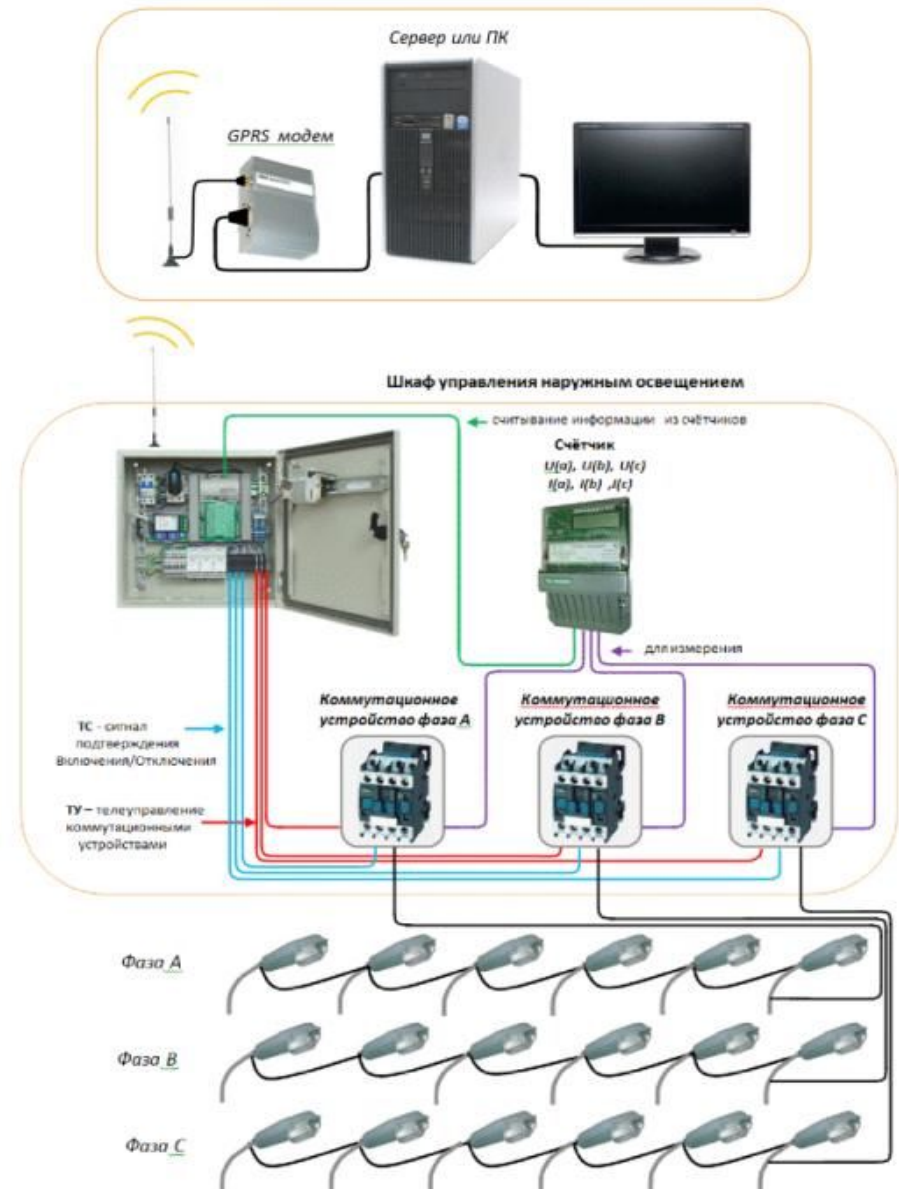 Сервер или ПК
GPRS модем
Шкаф управления наружным освещением
считывание информации из счётчиков
Счётчик
U(a), U(b), U(c)
I(a), I(b) ,I(c)
для измерения
Коммутационное
устройство фаза А
Коммутационное
устройство фаза В
Коммутационное
устройство фаза С
ТС - сигнал
подтверждения
Включения/Отключения
ТУ – телеуправление
коммутационными
устройствами
Фаза А
Фаза В
Фаза С